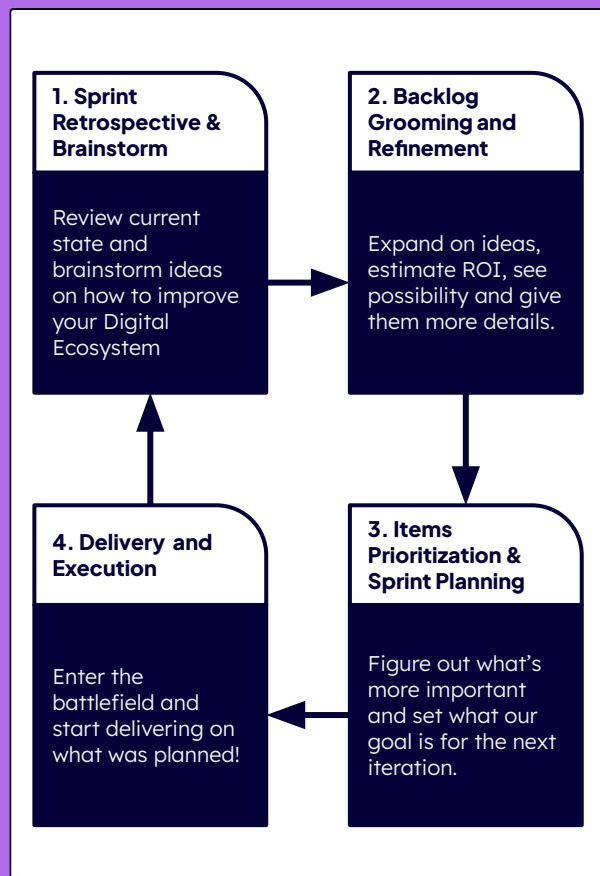 1. Sprint
Retrospective &
Brainstorm
Review current
state and
brainstorm ideas
on how to improve
your Digital
Ecosystem
2. Backlog
Grooming and
Refinement
Expand on ideas,
estimate ROI, see
possibility and give
them more details.
3. Items
Prioritization &
Sprint Planning
Figure out what’s
more important
and set what our
goal is for the next
iteration.
4. Delivery and
Execution
Enter the
battlefield and
start delivering on
what was planned!